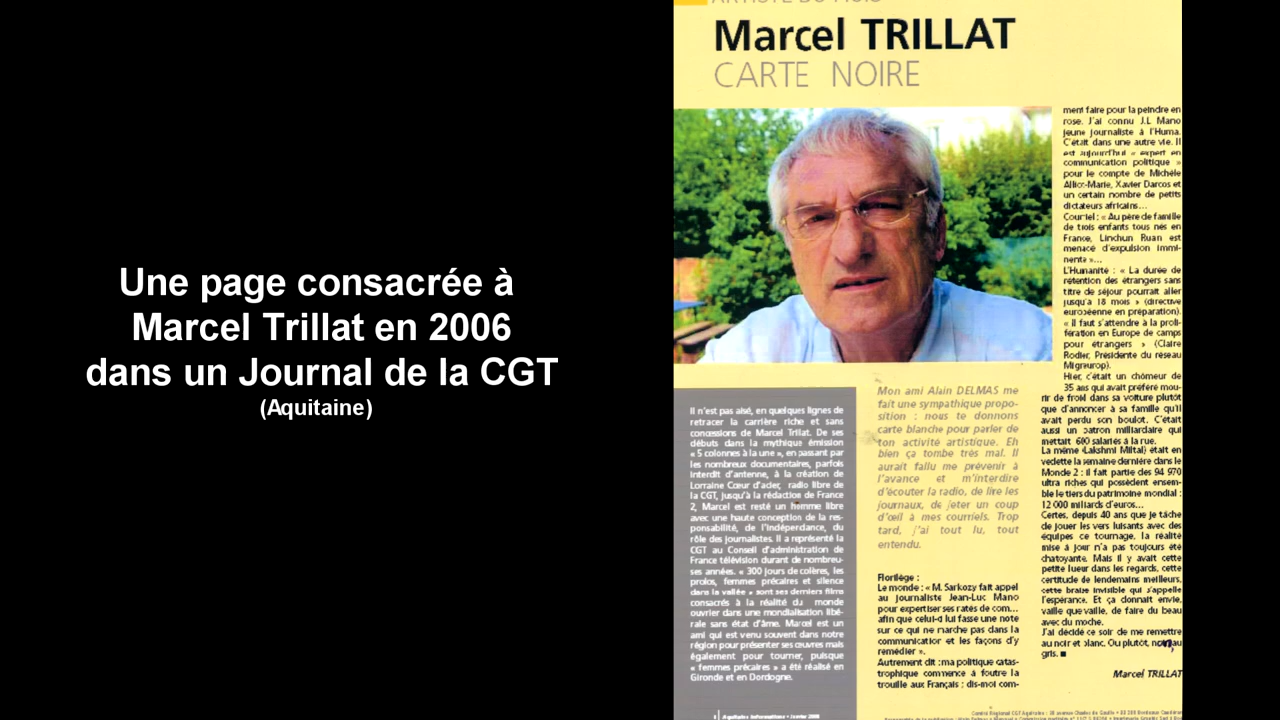 Une page consacrée à
Marcel Trillat en 2006
dans un Journal de la CGT
(Aquitaine)
ARTISTE DU MOIS
Marcel TRILLAT
CARTE NOIRE
Il n'est pas aisé, en quelques lignes de
retracer la carrière riche et sans
concessions de Marcel Trillat. De ses
débuts dans la mythique émission
« 5 colonnes à la une », en passant par
les nombreux documentaires, parfois
interdit d'antenne, à la création de
Lorraine Cœur d'acier, radio libre de
la CGT, jusqu'à la rédaction de France
2, Marcel est resté un homme libre
avec une haute conception de la res-
ponsabilité, de l'indépendance, du
rôle des journalistes. Il a représenté la
CGT au Conseil d'administration de
France télévision durant de nombreu-
ses années. « 300 jours de colères, les
prolos, femmes précaires et silence
dans la vallée » sont ses derniers films
consacrés à la réalité du monde
ouvrier dans une mondialisation libé-
rale sans état d'âme. Marcel est un
ami qui est venu souvent dans notre
région pour présenter ses œuvres mais
également pour tourner, puisque
« femmes précaires » a été réalisé en
Gironde et en Dordogne.
Mon ami Alain DELMAS me
fait une sympathique propo-
sition : nous te donnons
carte blanche pour parler de
ton activité artistique. Eh
bien ça tombe très mal. Il
aurait fallu me prévenir à
l'avance et m'interdire
d'écouter la radio, de lire les
journaux, de jeter un coup
d'œil à mes courriels. Trop
tard, j'ai tout lu, tout
entendu.
Florilège :
Le monde : « M. Sarkozy fait appel
au journaliste Jean-Luc Mano
pour expertiser ses ratés de com...
afin que celui-ci lui fasse une note
sur ce qui ne marche pas dans la
communication et les façons d'y
remédier ».
Autrement dit : ma politique catas-
trophique commence à foutre la
trouille aux Français ; dis-moi com-
ment faire pour la peindre en
rose. J'ai connu J.L Mano
jeune journaliste à l'Huma.
C'était dans une autre vie. Il
est aujourd'hui « expert en
communication politique »
pour le compte de Michèle
Alliot-Marie, Xavier Darcos et
un certain nombre de petits
dictateurs africains...
Courriel : « Au père de famille
de trois enfants tous nés en
France, Linchun Ruan est
menacé d'expulsion immi-
nente »...
L'Humanité : « La durée de
rétention des étrangers sans
titre de séjour pourrait aller
jusqu'à 18 mois » (directive
européenne en préparation).
« Il faut s'attendre à la proli-
fération en Europe de camps
pour étrangers » (Claire
Rodier, Présidente du réseau
Migreurop).
Hier, c'était un chômeur de
35 ans qui avait préféré mou-
rir de froid dans sa voiture plutôt
que d'annoncer à sa famille qu'il
avait perdu son boulot. C'était
aussi un patron milliardaire qui
mettait 600 salariés à la rue.
La même (Lakshmi Mittal) était en
vedette la semaine dernière dans le
Monde 2 : il fait partie des 94 970
ultra riches qui possèdent ensem-
ble le tiers du patrimoine mondial :
12 000 milliards d'euros...
Certes, depuis 40 ans que je tâche
de jouer les vers luisants avec des
équipes ce tournage, la réalité
mise à jour n'a pas toujours été
chatoyante. Mais il y avait cette
petite lueur dans les regards, cette
certitude de lendemains meilleurs,
cette braise invisible qui s'appelle
l'espérance. Et ça donnait envie,
vaille que vaille, de faire du beau
avec du moche.
J'ai décidé ce soir de me remettre
au noir et blanc. Ou plutôt, au
gris. ■
Marcel TRILLAT
Aquitaine Informations • Janvier
Comité Régional CGT Aquitaine : 38 avenue Charles de Gaulle • 33 200 Bordeaux